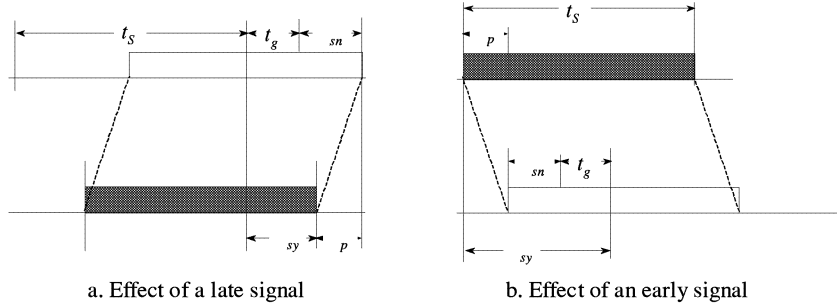 t_S t_g sn
sy p
a. Effect of a late signal
t_S
p
sn t_g
sy
b. Effect of an early signal